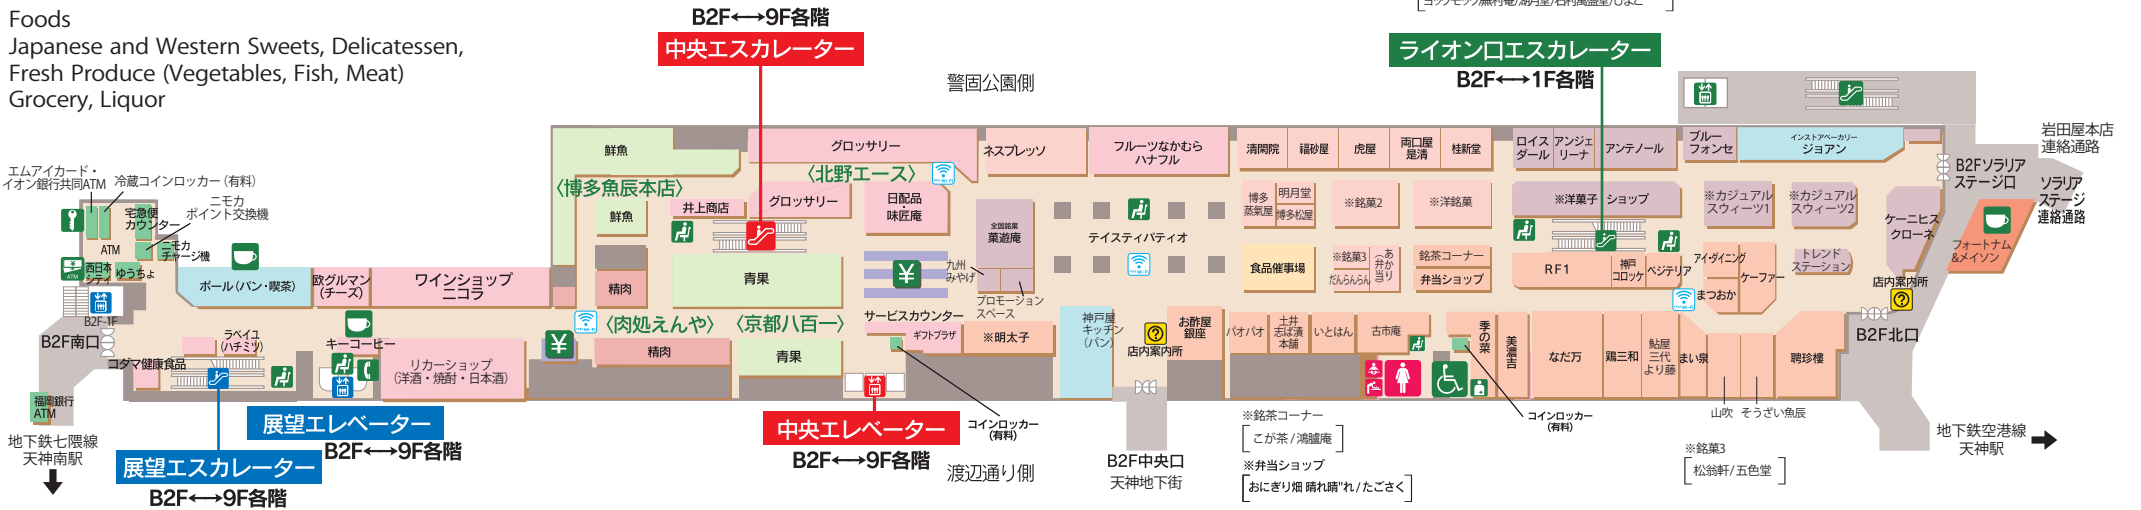 Foods
Japanese and Western Sweets, Delicatessen,
Fresh Produce (Vegetables, Fish, Meat)
Grocery, Liquor
B2F⟷9F各階
中央エスカレーター
警固公園側
ライオン口エスカレーター
B2F⟷1F各階
岩田屋本店
連絡通路
B2Fソラリア
ステージ口
ソラリア
ステージ
連絡通路
エムアイカード・
イオン銀行共同ATM
冷蔵コインロッカー(有料)
宅急便
カウンター
ニモカ
ポイント交換機
ATM
ニモカ
チャージ機
西日本
シティ
ゆうちょ
ATM
B2F-1F
B2F南口
ポール(パン・喫茶)
欧グルマン
(チーズ)
ワインショップ
ニコラ
ラベイユ
(ハチミツ)
コダマ健康食品
キーコーヒー
リカーショップ
(洋酒・焼酎・日本酒)
福岡銀行
ATM
地下鉄七隈線
天神南駅
展望エスカレーター
B2F⟷9F各階
展望エレベーター
B2F⟷9F各階
鮮魚
〈博多魚辰本店〉
鮮魚
精肉
〈肉処えんや〉
精肉
グロッサリー
〈北野エース〉
井上商店
グロッサリー
日配品
・
味匠庵
青果
〈京都八百一〉
青果
ネスプレッソ
全国銘菓
菓遊庵
九州
みやげ
プロモーション
スペース
サービスカウンター
ギフトプラザ
※明太子
中央エレベーター
B2F⟷9F各階
コインロッカー
(有料)
渡辺通り側
フルーツなかむら
ハナフル
テイスティパティオ
神戸屋
キッチン
(パン)
店内案内所
お酢屋
銀座
B2F中央口
天神地下街
清閑院
福砂屋
虎屋
両口屋
是清
桂新堂
博多
蒸氣屋
明月堂
博多松屋
※銘菓2
※洋銘菓
食品催事場
※銘菓3
だんらんらん
(あ
か
り)
弁当
銘茶コーナー
弁当ショップ
パオパオ
土井
志ば漬
本舗
いとはん
古市庵
季の菜
美濃吉
なだ万
鶏三和
鮎屋
三代
より藤
まい泉
聘珍樓
山吹
そうざい魚辰
コインロッカー
(有料)
ロイス
ダール
アンジェ
リーナ
アンテノール
ブルー
フォンセ
インストアベーカリー
ジョアン
※洋菓子 ショップ
※カジュアル
スウィーツ1
※カジュアル
スウィーツ2
ケーニヒス
クローネ
フォートナム
&メイソン
RF1
神戸
コロッケ
ベジテリア
アイ・ダイニング
ケーファー
まつおか
トレンド
ステーション
店内案内所
B2F北口
地下鉄空港線
天神駅
※銘茶コーナー
こが茶/鴻臚庵
※弁当ショップ
おにぎり畑 晴れ晴"れ/たごさく
※銘菓3
松翁軒/五色堂